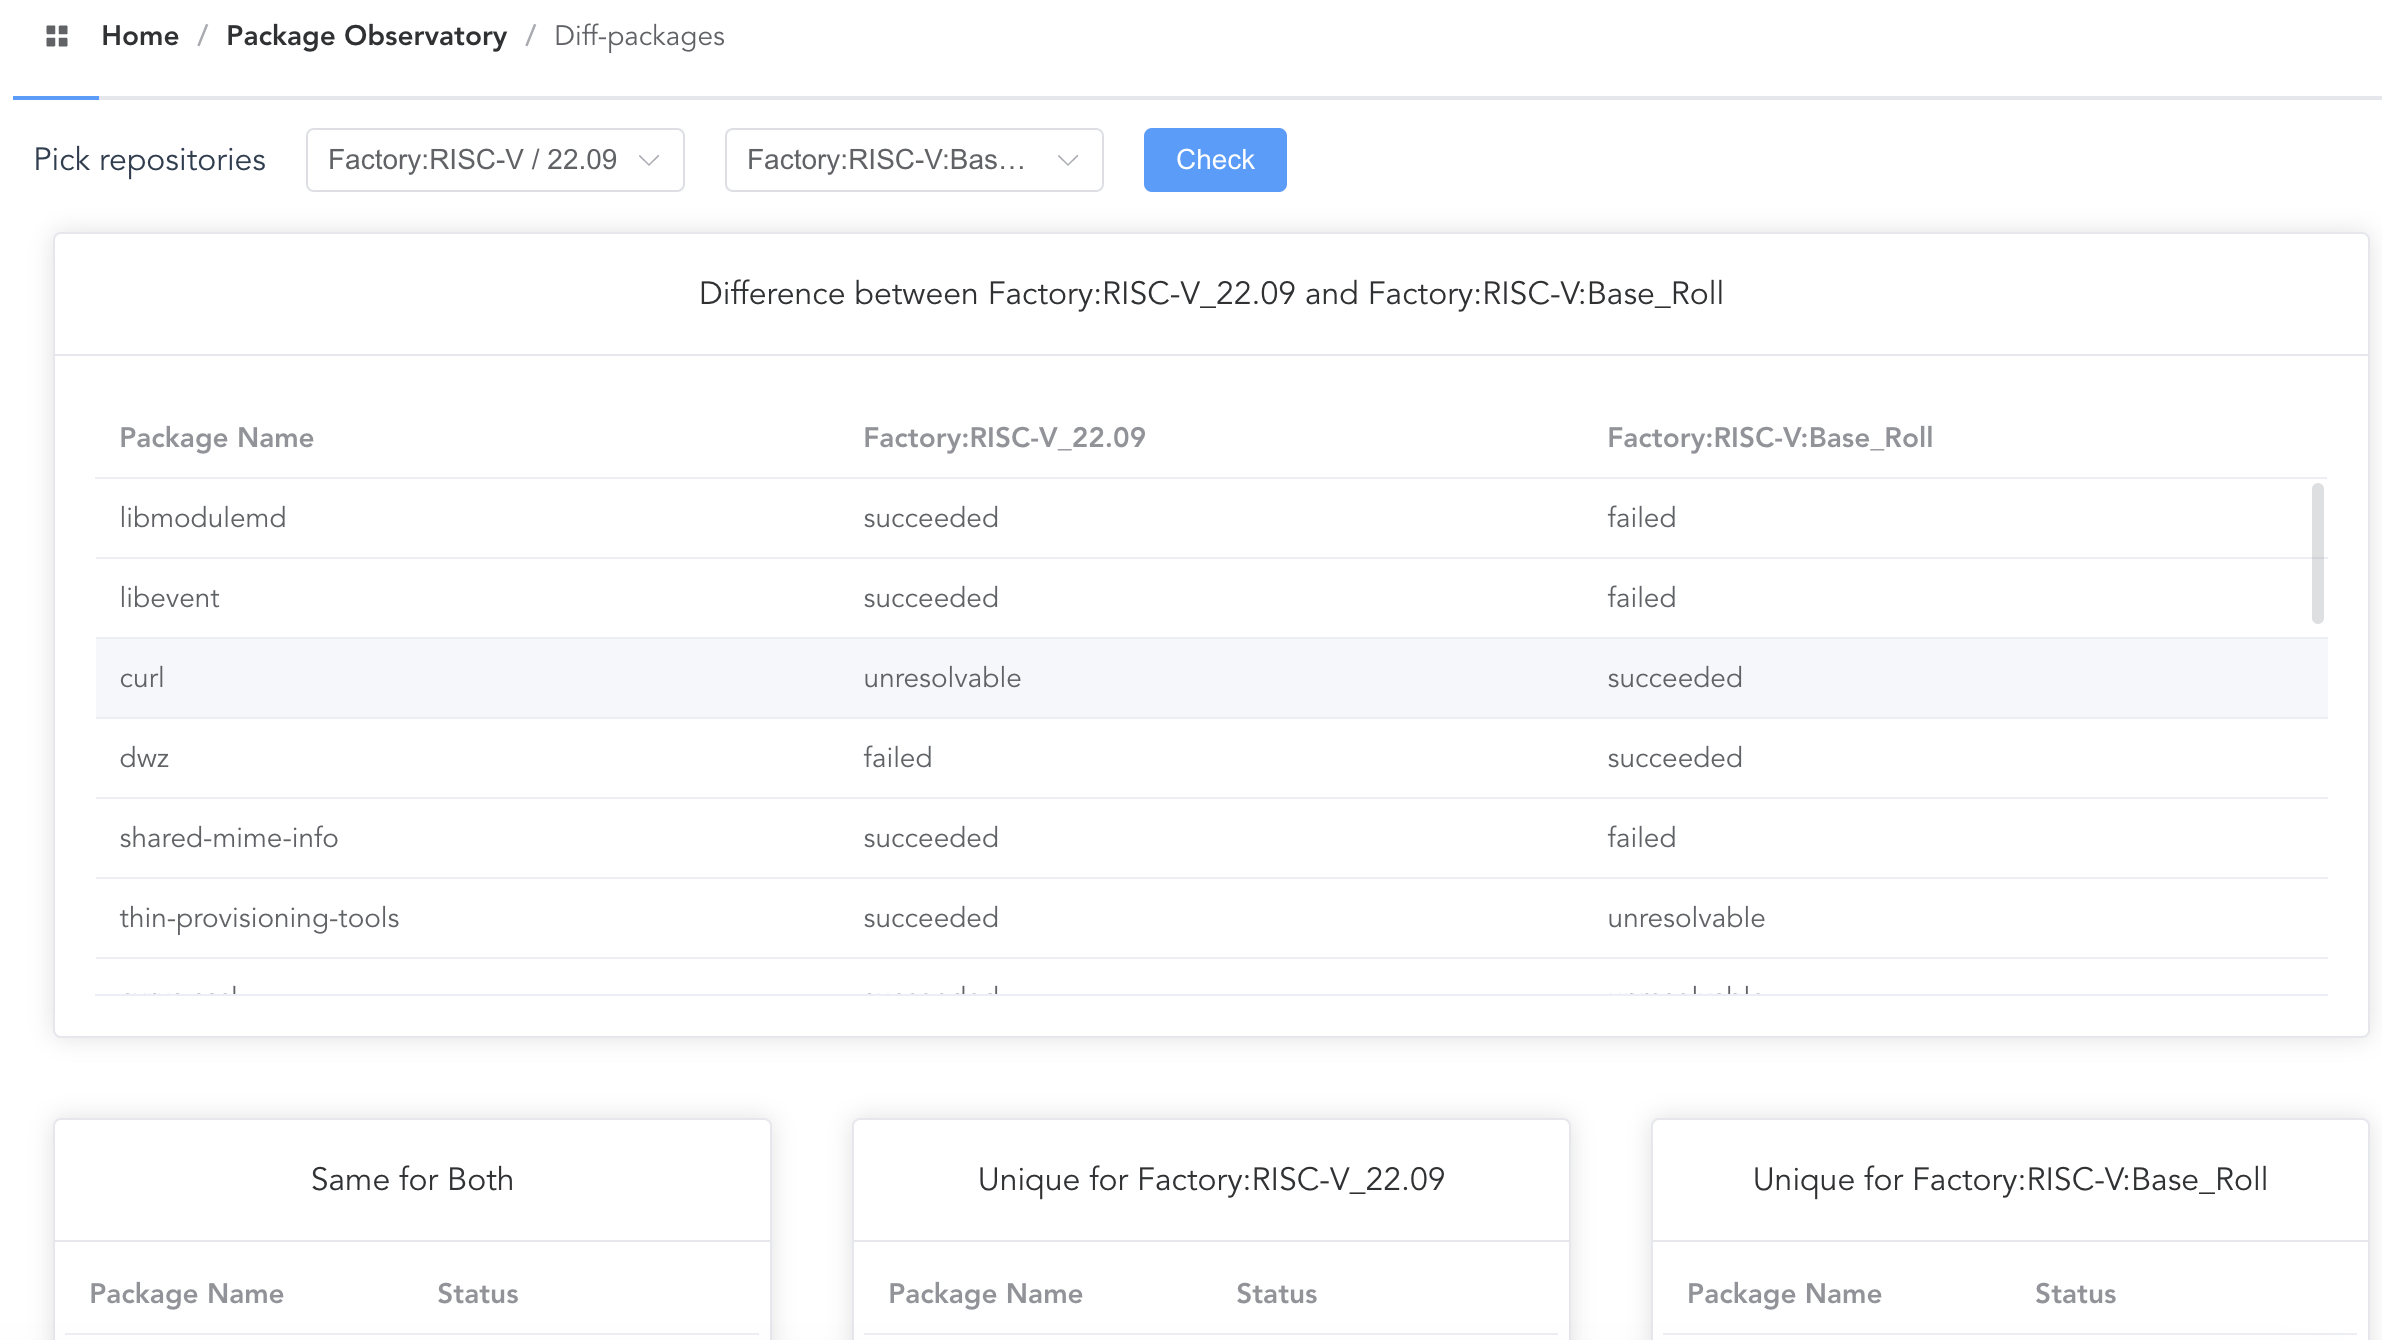 Home / Package Observatory / Diff-packages
Pick repositories Factory:RISC-V / 22.09 Factory:RISC-V:Bas... Check
Difference between Factory:RISC-V_22.09 and Factory:RISC-V:Base_Roll
Package Name Factory:RISC-V_22.09 Factory:RISC-V:Base_Roll
libmodulemd succeeded failed
libevent succeeded failed
curl unresolvable succeeded
dwz failed succeeded
shared-mime-info succeeded failed
thin-provisioning-tools succeeded unresolvable
succeeded unresolvable
Same for Both Unique for Factory:RISC-V_22.09 Unique for Factory:RISC-V:Base_Roll
Package Name Status Package Name Status Package Name Status